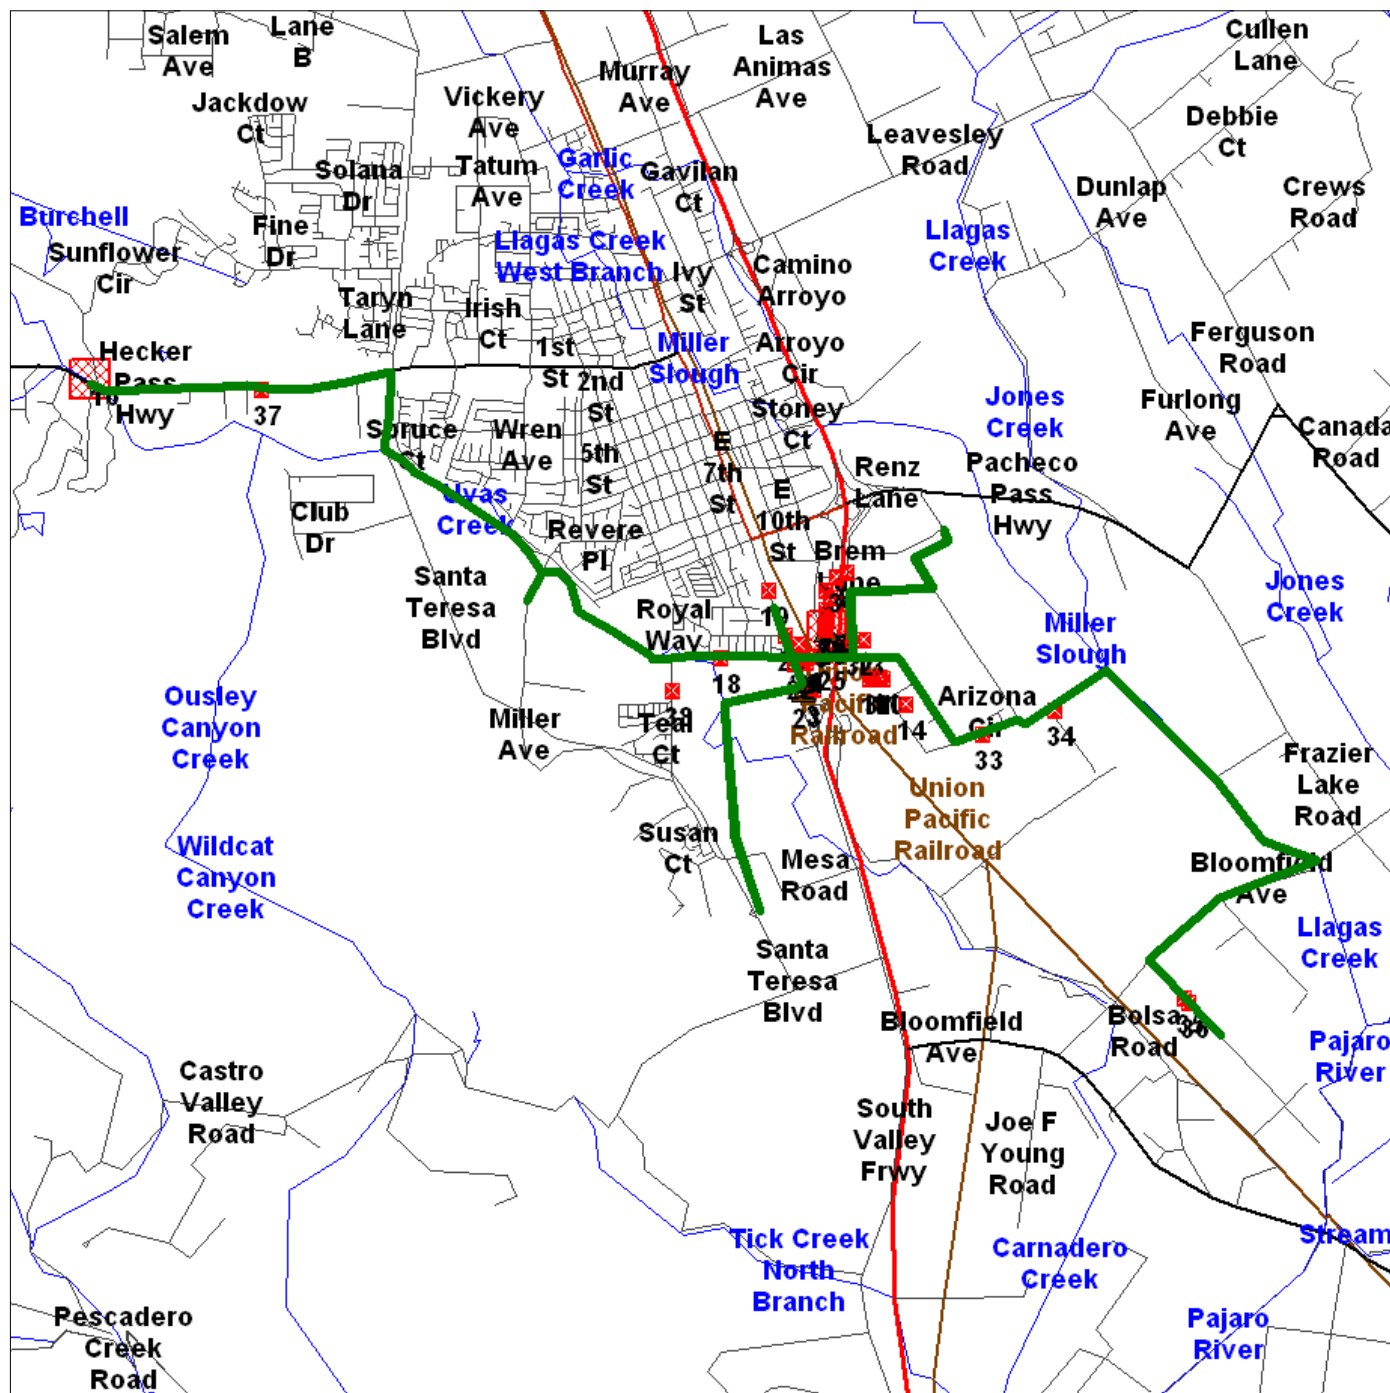 Salem
Ave
Lane
B
Jackdow
Ct
Vickery
Ave
Murray
Ave
Las
Animas
Ave
Cullen
Lane
Debbie
Ct
Leavesley
Road
Solana
Dr
Tatum
Ave
Garlic
Creek
Gavilan
Ct
Dunlap
Ave
Crews
Road
Burchell
Sunflower
Cir
Fine
Dr
Llagas Creek
West Branch
Ivy
St
Llagas
Creek
Camino
Arroyo
Taryn
Lane
Irish
Ct
1st
St
2nd
St
Miller
Slough
Arroyo
Cir
Ferguson
Road
Hecker
Pass
Hwy
37
Spruce
Ct
Wren
Ave
5th
St
Stoney
Ct
Jones
Creek
Furlong
Ave
Canada
Road
E
7th
St
E
10th
St
Renz
Lane
Pacheco
Pass
Hwy
Club
Dr
Uvas
Creek
Revere
Pl
Brem
Lane
Santa
Teresa
Blvd
Royal
Way
19
Miller
Slough
Jones
Creek
18
39
Teal
Ct
14
Arizona
Cir
33
34
Ousley
Canyon
Creek
Miller
Ave
Pacific
Railroad
Union
Pacific
Railroad
Frazier
Lake
Road
Susan
Ct
Mesa
Road
Bloomfield
Ave
Wildcat
Canyon
Creek
Llagas
Creek
Santa
Teresa
Blvd
Bloomfield
Ave
Bolsa
Road
Pajaro
River
Castro
Valley
Road
South
Valley
Frwy
Joe F
Young
Road
Tick Creek
North
Branch
Carnadero
Creek
Stream
Pajaro
River
Pescadero
Creek
Road